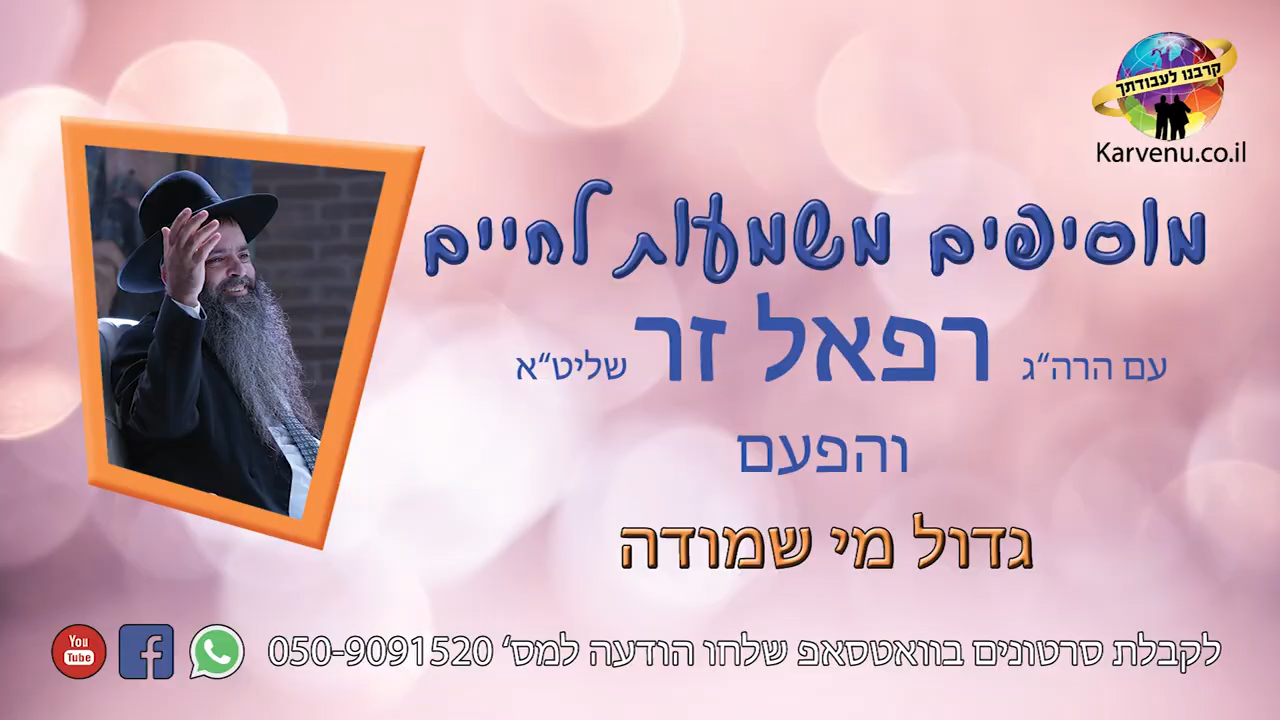 קרבנו לעבודתך
Karvenu.co.il
מוסיפים משמעות לחיים
עם הרה"ג רפאל זר שליט"א
והפעם
גדול מי שמודה
לקבלת סרטונים בוואטסאפ שלחו הודעה למס' 050-9091520
You
Tube